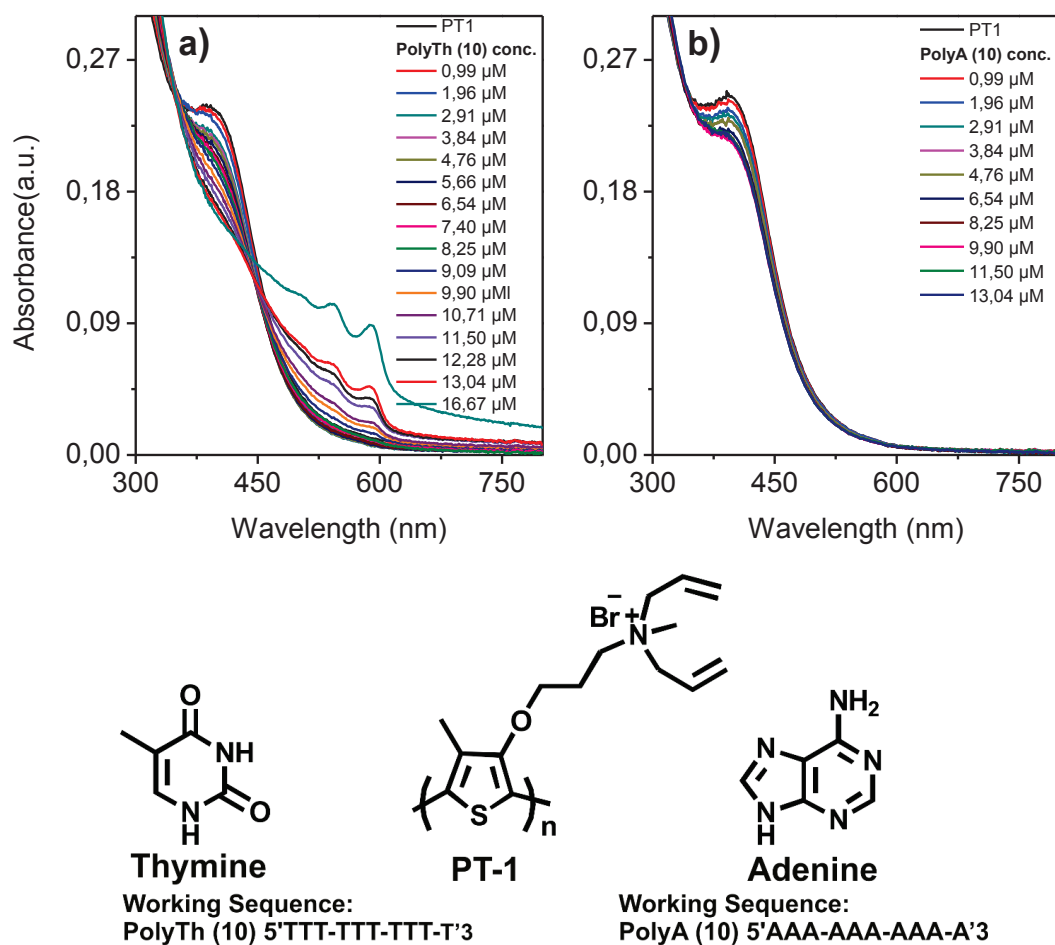 a)
PT1
PolyTh (10) conc.
0,99 µM
1,96 µM
2,91 µM
3,84 µM
4,76 µM
5,66 µM
6,54 µM
7,40 µM
8,25 µM
9,09 µM
9,90 µMl
10,71 µM
11,50 µM
12,28 µM
13,04 µM
16,67 µM
b)
PT1
PolyA (10) conc.
0,99 µM
1,96 µM
2,91 µM
3,84 µM
4,76 µM
6,54 µM
8,25 µM
9,90 µM
11,50 µM
13,04 µM
Absorbance(a.u.)
0,27
0,18
0,09
0,00
300 450 600 750
Wavelength (nm)
0,27
0,18
0,09
0,00
300 450 600 750
Wavelength (nm)
O
NH
N
H
O
Thymine
Working Sequence:
PolyTh (10) 5'TTT-TTT-TTT-T'3
Br−
+
N
O
S
n
PT-1
NH2
N
N
N
H
N
Adenine
Working Sequence:
PolyA (10) 5'AAA-AAA-AAA-A'3